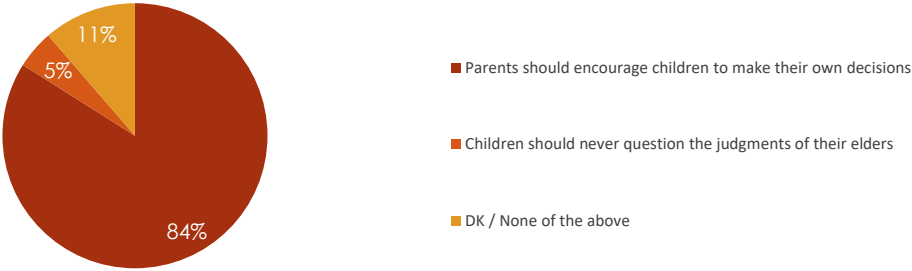 11%
5%
84%
Parents should encourage children to make their own decisions
Children should never question the judgments of their elders
DK / None of the above